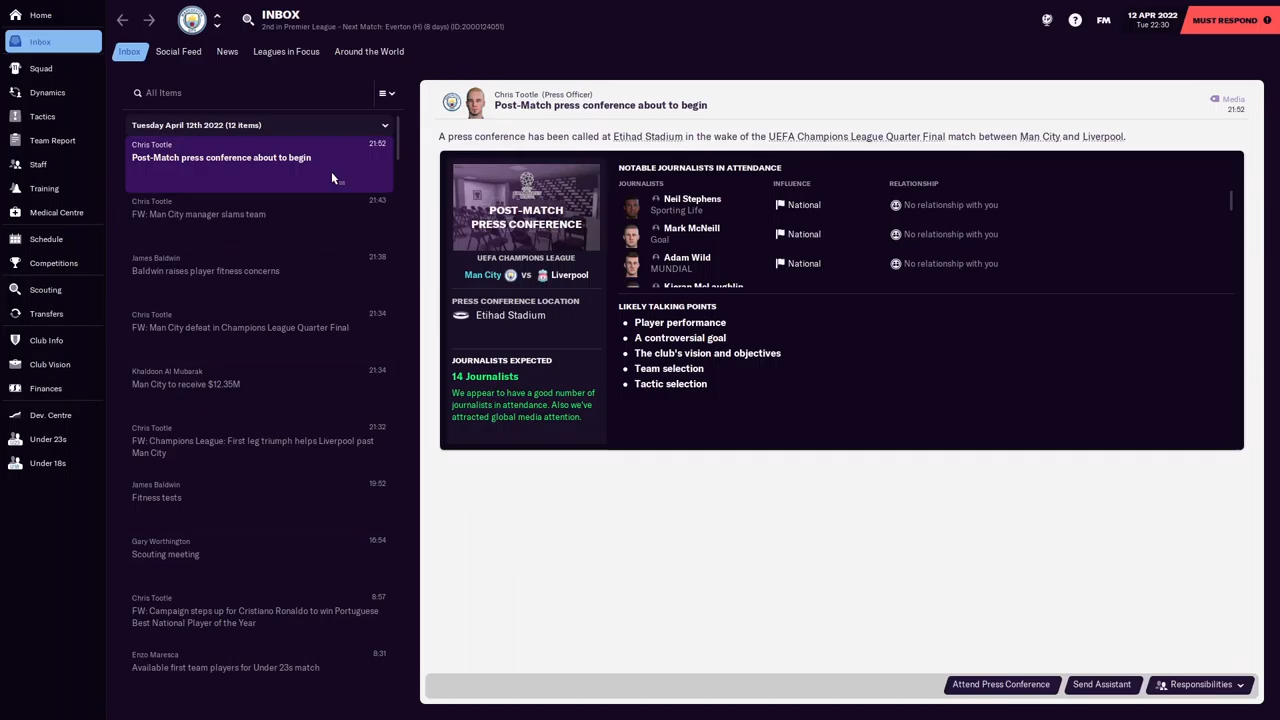 Home
Inbox
Squad
Dynamics
Tactics
Team Report
Staff
Training
Medical Centre
Schedule
Competitions
Scouting
Transfers
Club Info
Club Vision
Finances
Dev. Centre
Under 23s
Under 18s
INBOX
2nd in Premier League - Next Match: Everton (H) (8 days) (ID:2000124051)
FM
12 APR 2022
Tue 22:30
MUST RESPOND
Inbox
Social Feed
News
Leagues in Focus
Around the World
All Items
Tuesday April 12th 2022 (12 items)
Chris Tootle 21:52
Post-Match press conference about to begin
Chris Tootle 21:43
FW: Man City manager slams team
James Baldwin 21:38
Baldwin raises player fitness concerns
Chris Tootle 21:34
FW: Man City defeat in Champions League Quarter Final
Khaldoon Al Mubarak 21:34
Man City to receive $12.35M
Chris Tootle 21:32
FW: Champions League: First leg triumph helps Liverpool past
Man City
James Baldwin 19:52
Fitness tests
Gary Worthington 16:54
Scouting meeting
Chris Tootle 8:57
FW: Campaign steps up for Cristiano Ronaldo to win Portuguese
Best National Player of the Year
Enzo Maresca 8:31
Available first team players for Under 23s match
Chris Tootle (Press Officer)
Post-Match press conference about to begin
Media
21:52
A press conference has been called at Etihad Stadium in the wake of the UEFA Champions League Quarter Final match between Man City and Liverpool.
POST-MATCH
PRESS CONFERENCE
UEFA CHAMPIONS LEAGUE
Man City vs Liverpool
PRESS CONFERENCE LOCATION
Etihad Stadium
JOURNALISTS EXPECTED
14 Journalists
We appear to have a good number of
journalists in attendance. Also we've
attracted global media attention.
NOTABLE JOURNALISTS IN ATTENDANCE
JOURNALISTS INFLUENCE RELATIONSHIP
Neil Stephens
Sporting Life
National
No relationship with you
Mark McNeill
Goal
National
No relationship with you
Adam Wild
MUNDIAL
National
No relationship with you
Kieran McLaughlin
LIKELY TALKING POINTS
Player performance
A controversial goal
The club's vision and objectives
Team selection
Tactic selection
Attend Press Conference
Send Assistant
Responsibilities